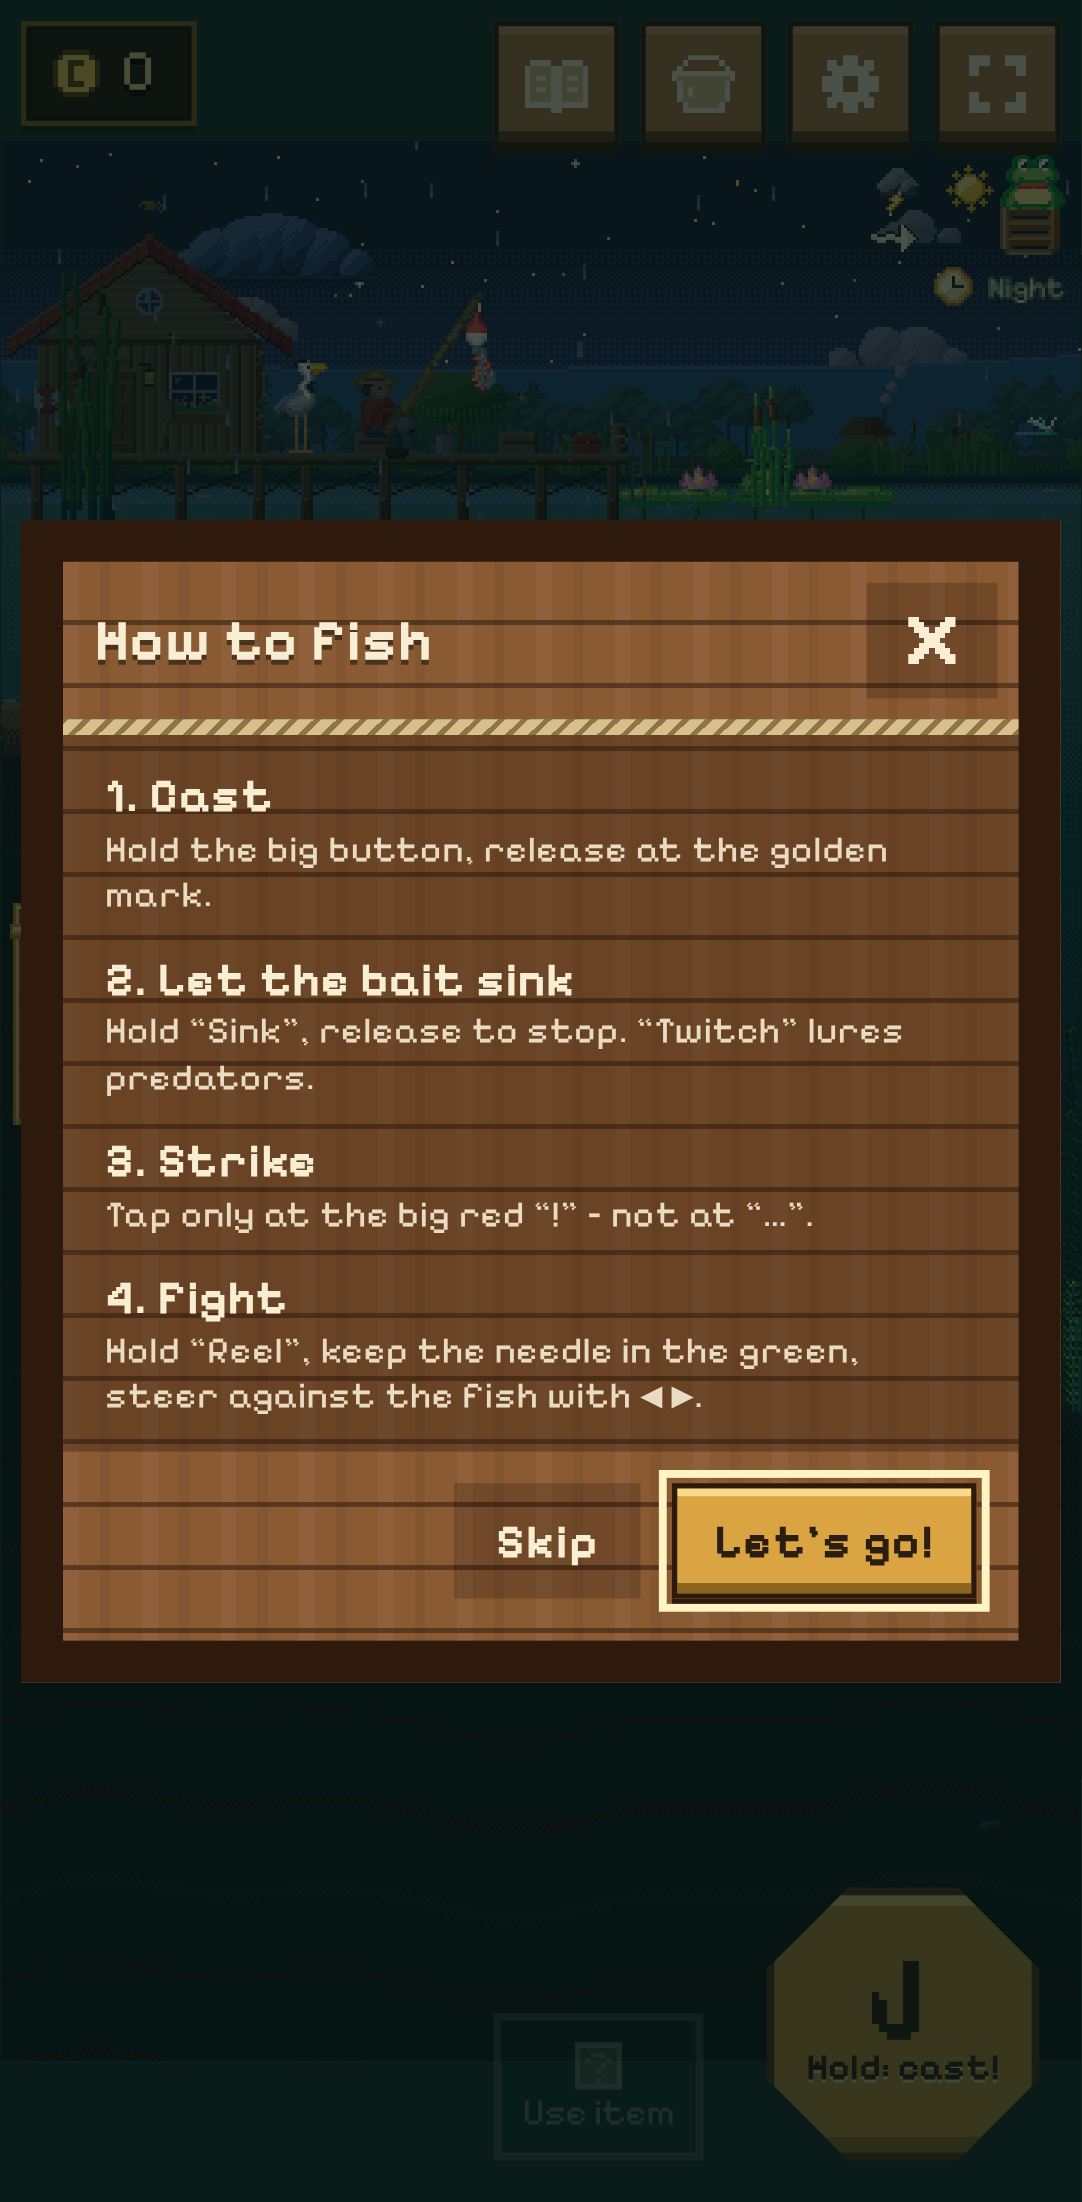 C 0
Night
How to Fish
X
1. Cast
Hold the big button, release at the golden
mark.
2. Let the bait sink
Hold “Sink”, release to stop. “Twitch” lures
predators.
3. Strike
Tap only at the big red “!” - not at “...”.
4. Fight
Hold “Reel”, keep the needle in the green,
steer against the fish with ◀ ▶.
Skip
Let's go!
Hold: cast!
?
Use item